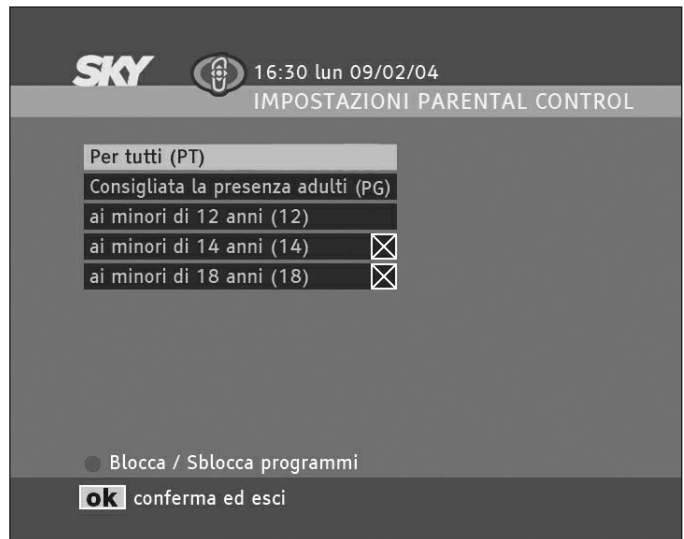 SKY
16:30 lun 09/02/04
IMPOSTAZIONI PARENTAL CONTROL
Per tutti (PT)
Consigliata la presenza adulti (PG)
ai minori di 12 anni (12)
ai minori di 14 anni (14)
ai minori di 18 anni (18)
Blocca / Sblocca programmi
ok conferma ed esci